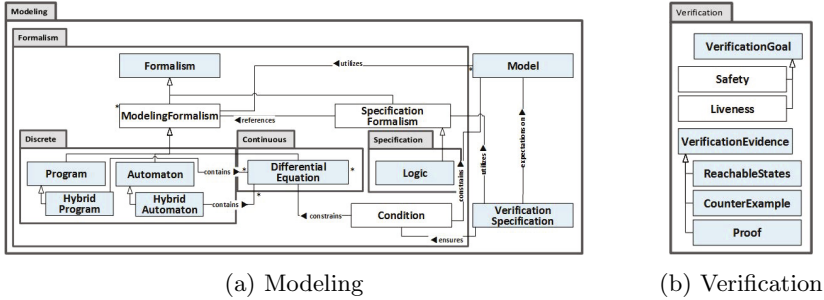 Modeling
Formalism
Formalism
utilizes
Model
*
*
ModelingFormalism
references
Specification
Formalism
Discrete
Continuous
Specification
Program
Automaton
contains
*
Differential
Equation
*
Logic
Hybrid
Program
Hybrid
Automaton
contains
*
constrains
Condition
constrains
utilizes
expectations on
Verification
Specification
ensures
(a) Modeling
Verification
VerificationGoal
Safety
Liveness
VerificationEvidence
ReachableStates
CounterExample
Proof
(b) Verification